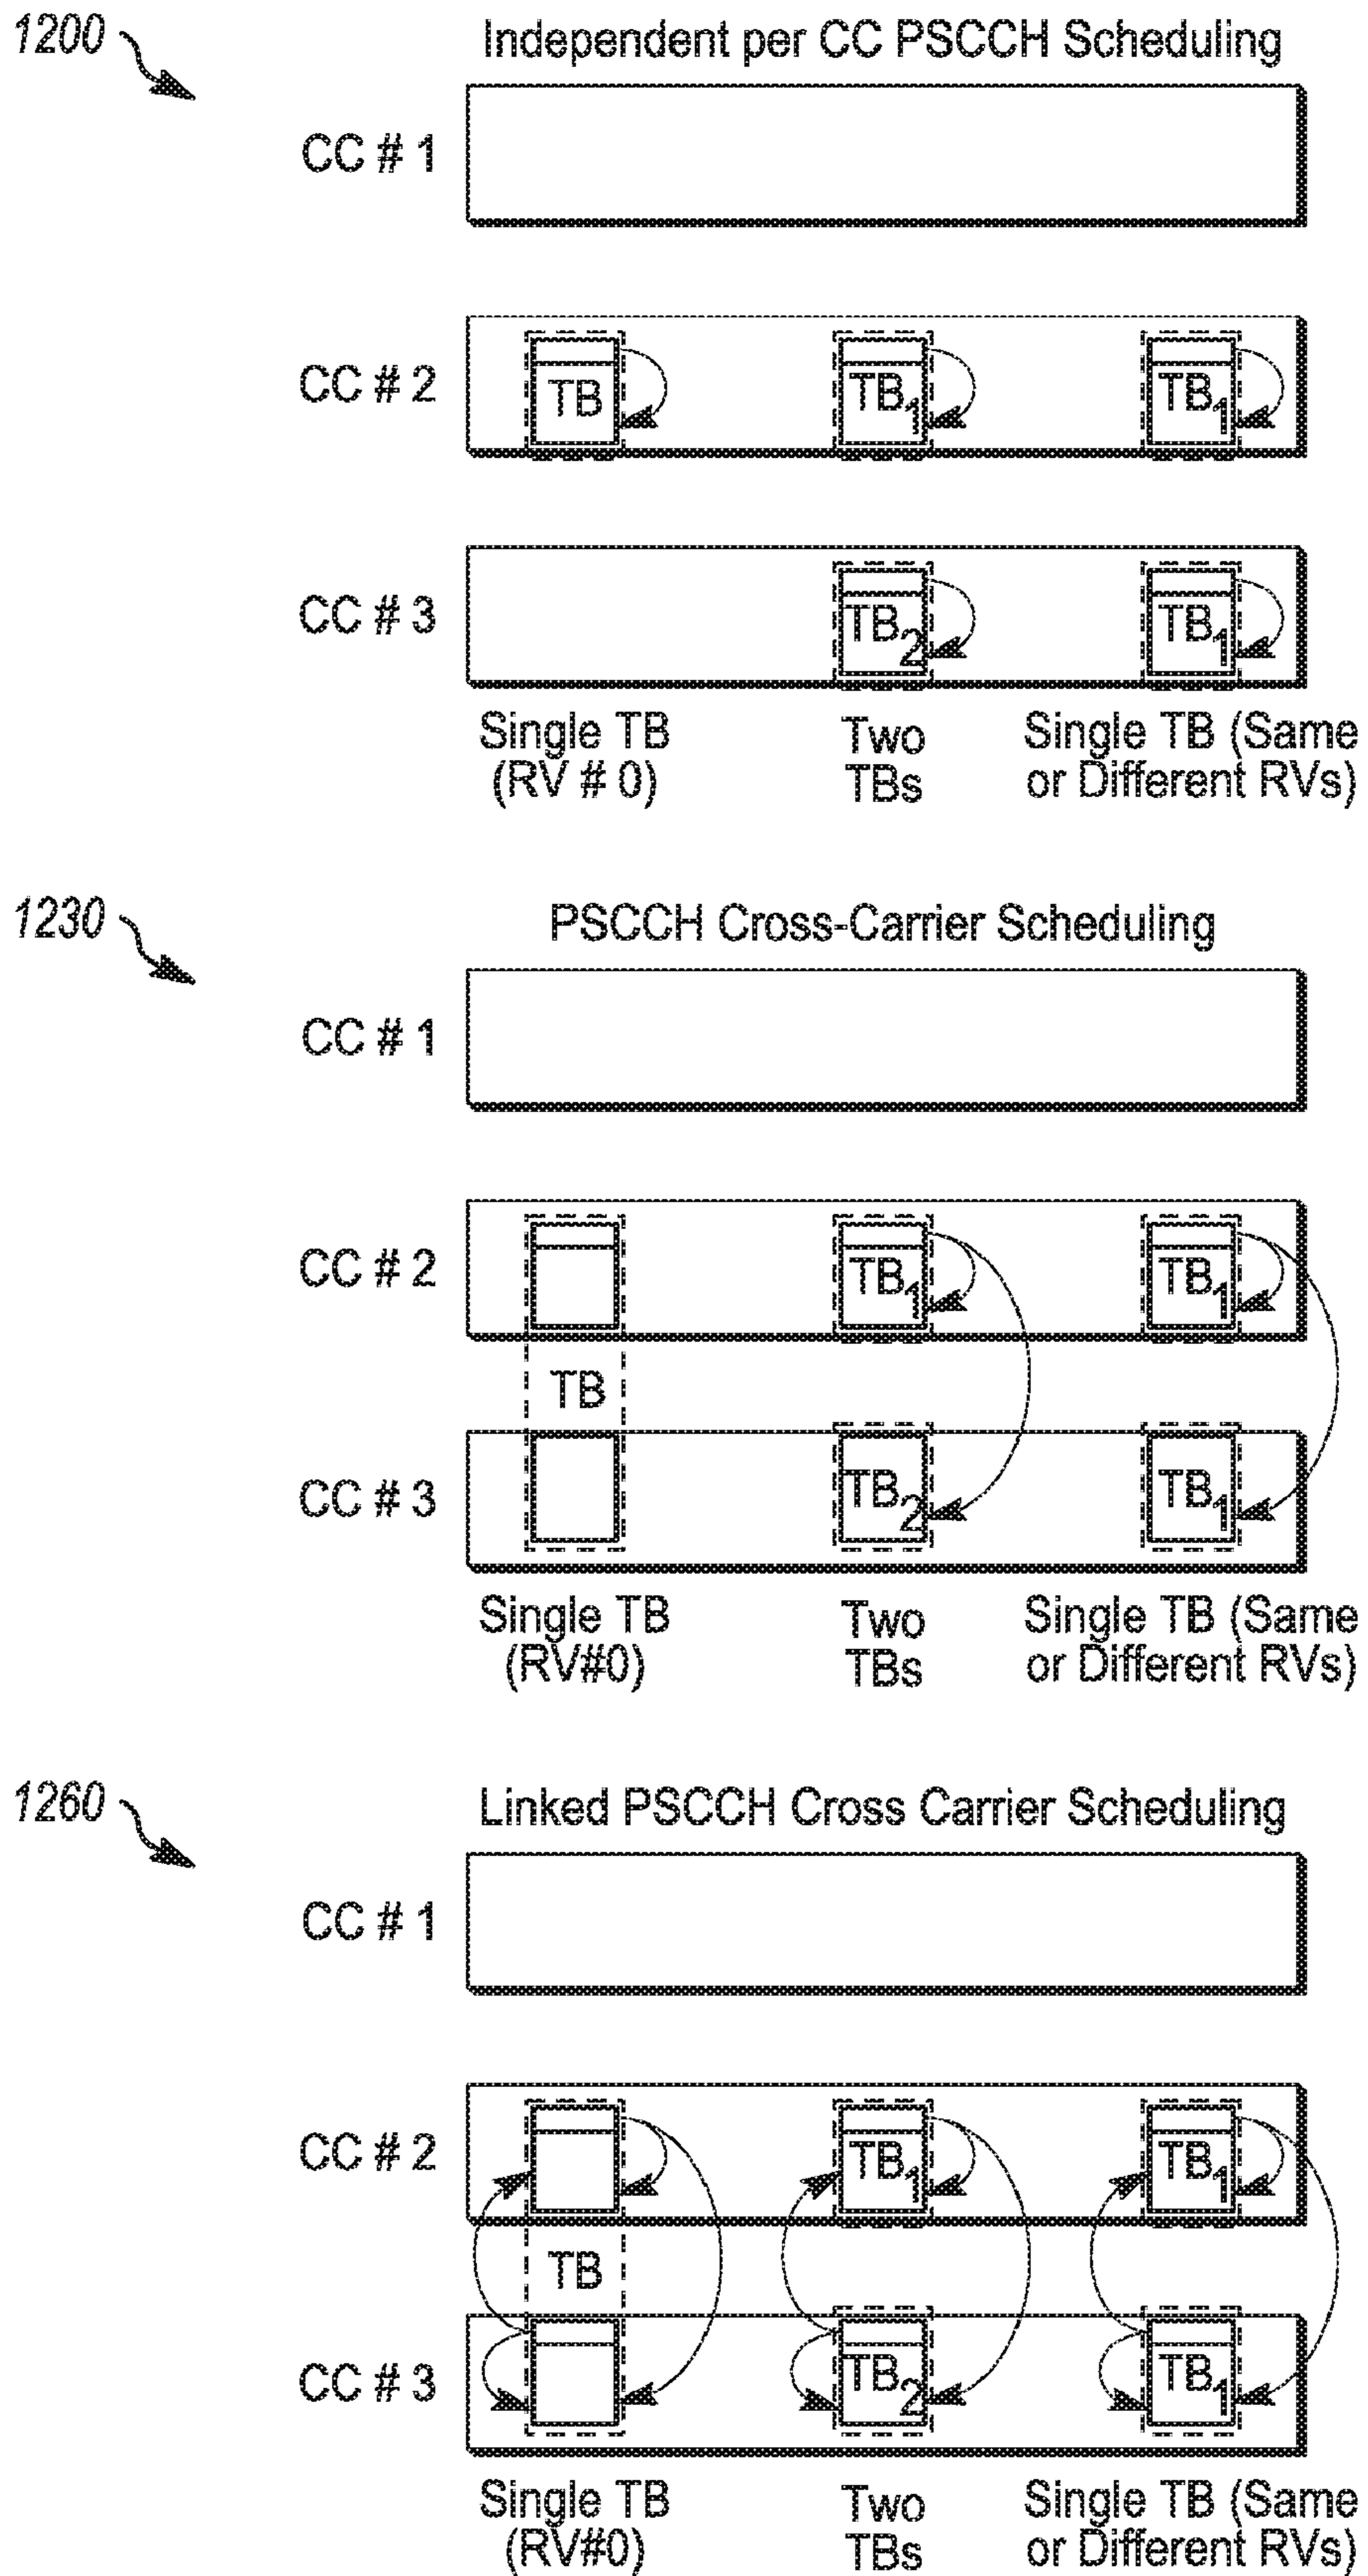 1200
Independent per CC PSCCH Scheduling
CC # 1
CC # 2
TB
TB1
TB1
CC # 3
TB2
TB1
Single TB
(RV # 0)
Two
TBs
Single TB (Same
or Different RVs)
1230
PSCCH Cross-Carrier Scheduling
CC # 1
CC # 2
TB1
TB1
TB
CC # 3
TB2
TB1
Single TB
(RV#0)
Two
TBs
Single TB (Same
or Different RVs)
1260
Linked PSCCH Cross Carrier Scheduling
CC # 1
CC # 2
TB1
TB1
TB
CC # 3
TB2
TB1
Single TB
(RV#0)
Two
TBs
Single TB (Same
or Different RVs)